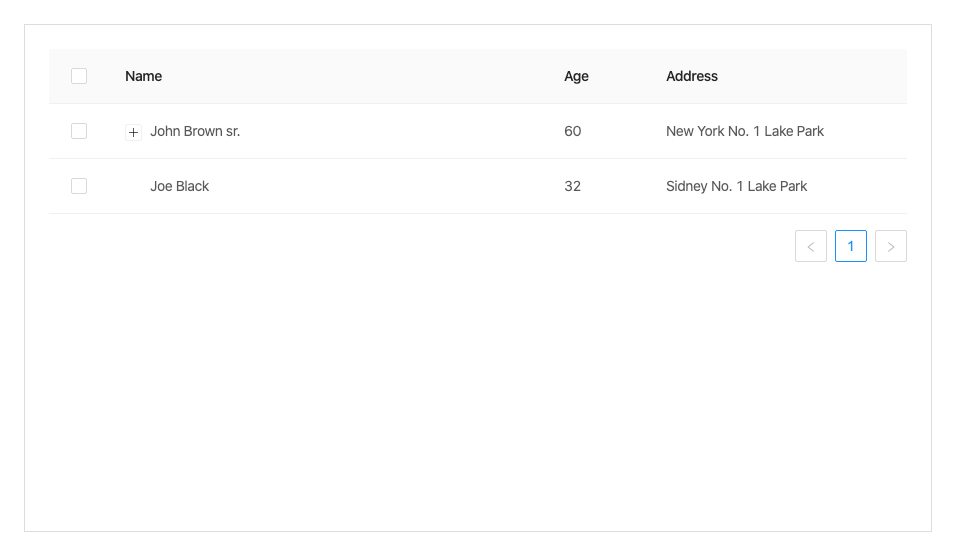 Name Age Address
John Brown sr. 60 New York No. 1 Lake Park
Joe Black 32 Sidney No. 1 Lake Park
1